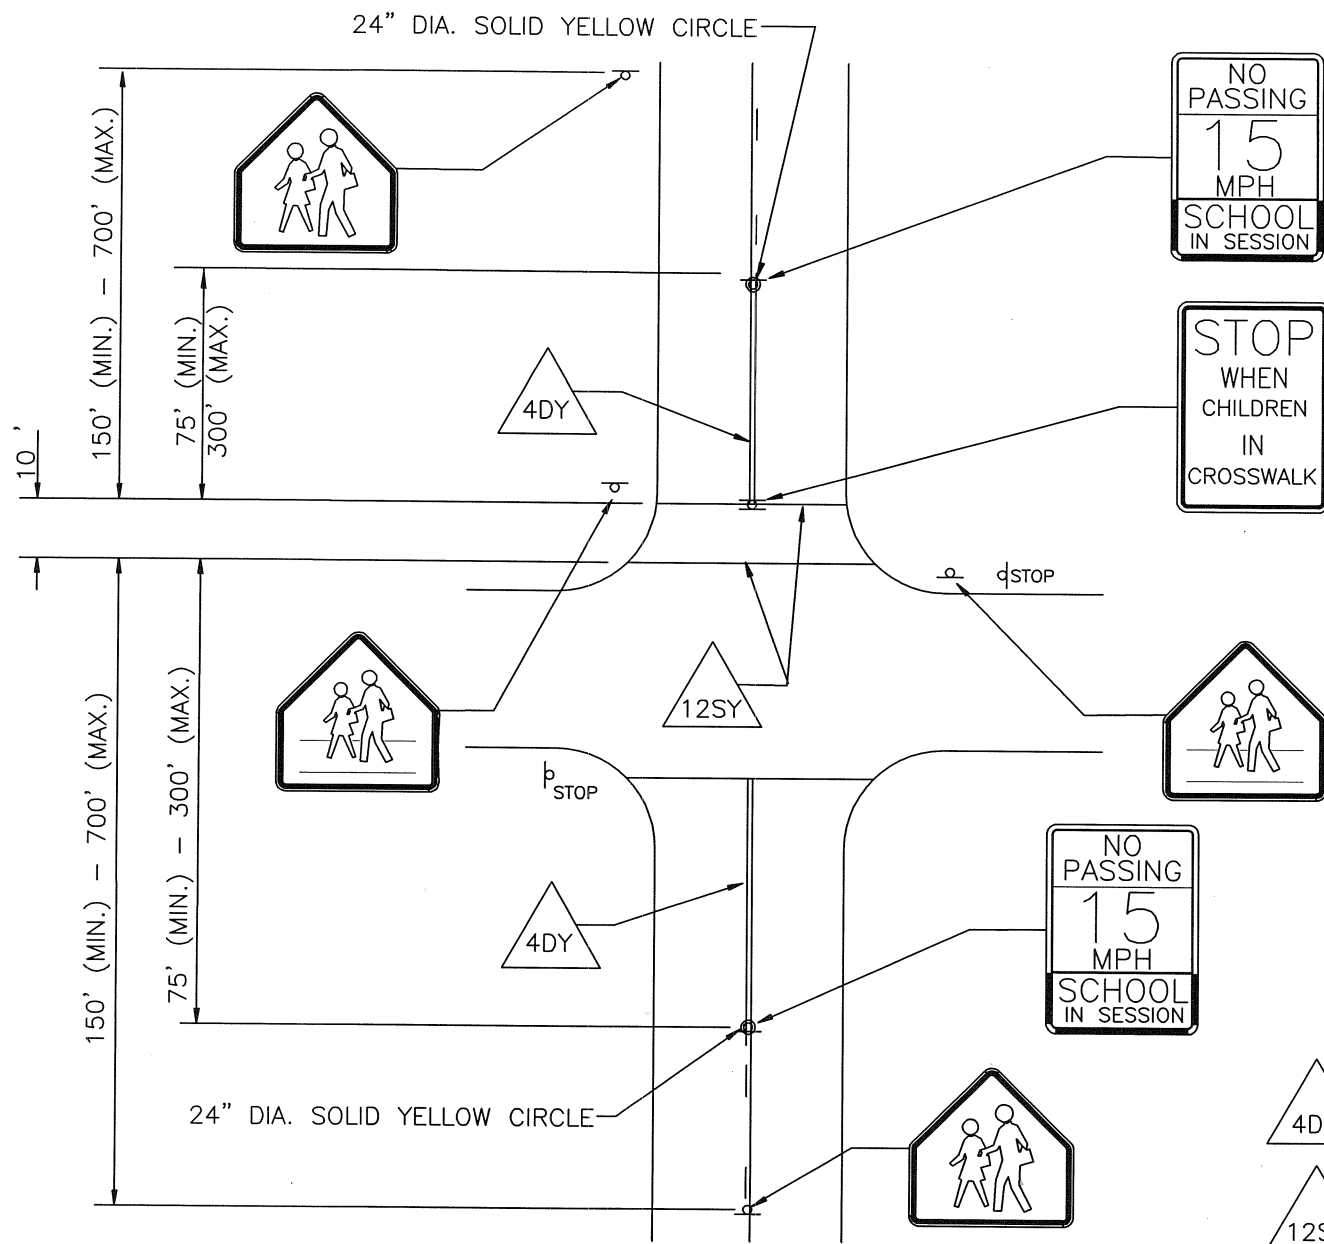 24" DIA. SOLID YELLOW CIRCLE
NO
PASSING
15
MPH
SCHOOL
IN SESSION
150' (MIN.) – 700' (MAX.)
75' (MIN.)
300' (MAX.)
10'
4DY
STOP
WHEN
CHILDREN
IN
CROSSWALK
STOP
12SY
STOP
150' (MIN.) – 700' (MAX.)
75' (MIN.) – 300' (MAX.)
4DY
NO
PASSING
15
MPH
SCHOOL
IN SESSION
24" DIA. SOLID YELLOW CIRCLE
4D
12S